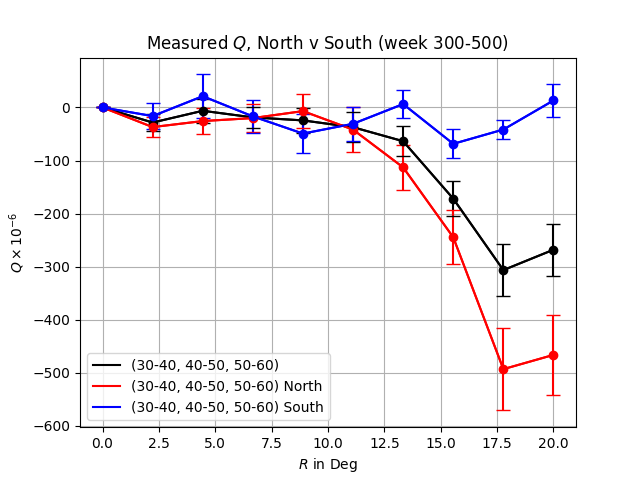 Measured Q, North v South (week 300-500)
0
−100
−200
−300
−400
−500
−600
Q × 10⁻⁶
(30-40, 40-50, 50-60)
(30-40, 40-50, 50-60) North
(30-40, 40-50, 50-60) South
0.0 2.5 5.0 7.5 10.0 12.5 15.0 17.5 20.0
R in Deg